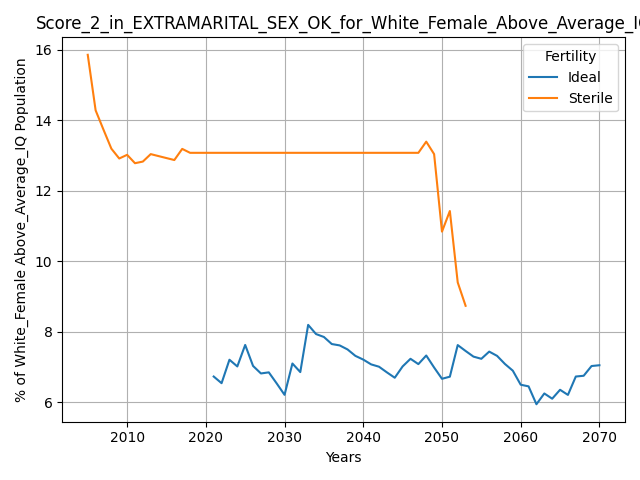 Score_2_in_EXTRAMARITAL_SEX_OK_for_White_Female_Above_Average_I
Fertility
Ideal
Sterile
% of White_Female Above_Average_IQ Population
16
14
12
10
8
6
2010
2020
2030
2040
2050
2060
2070
Years